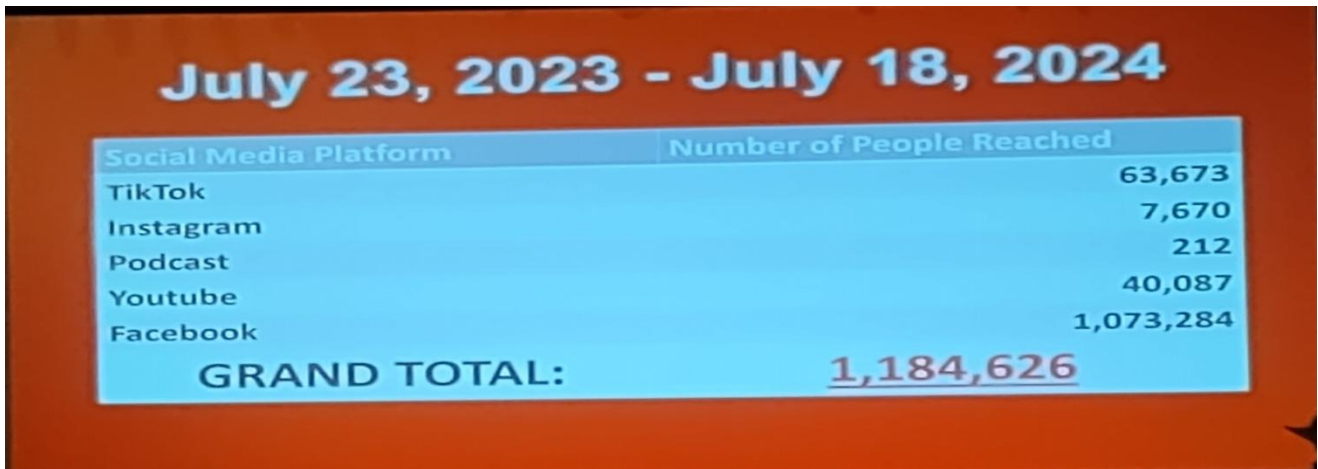 July 23, 2023 - July 18, 2024
Social Media Platform Number of People Reached
TikTok 63,673
Instagram 7,670
Podcast 212
Youtube 40,087
Facebook 1,073,284
GRAND TOTAL: 1,184,626